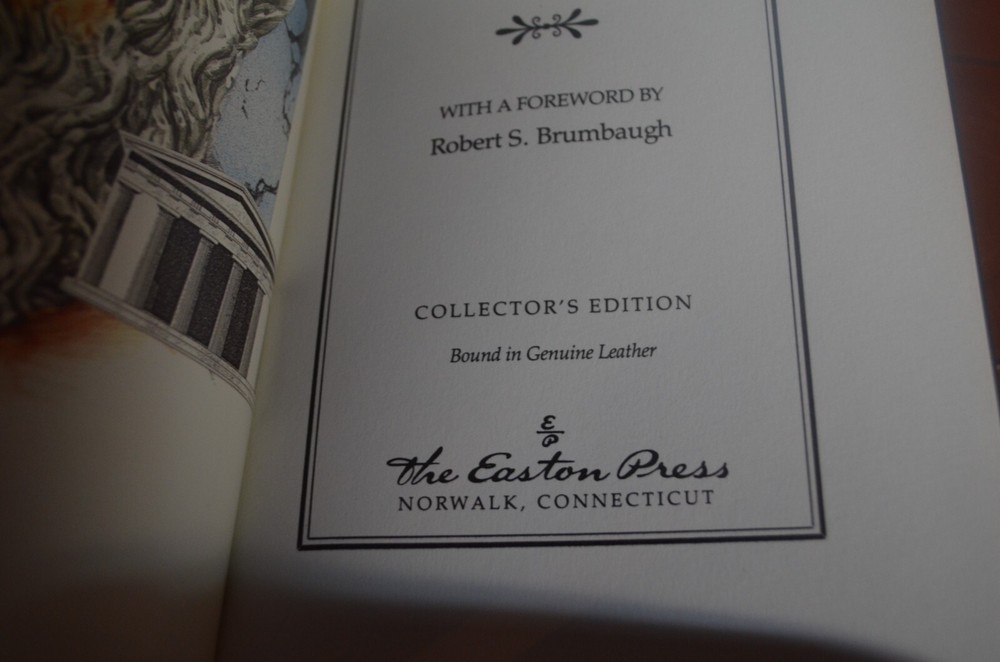 WITH A FOREWORD BY
Robert S. Brumbaugh
COLLECTOR'S EDITION
Bound in Genuine Leather
E
P
The Easton Press
NORWALK, CONNECTICUT